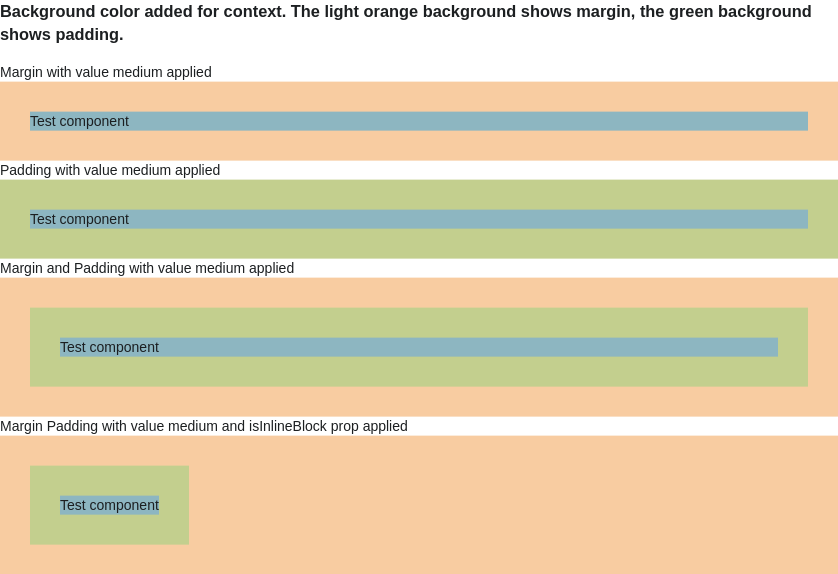 Background color added for context. The light orange background shows margin, the green background
shows padding.
Margin with value medium applied
Test component
Padding with value medium applied
Test component
Margin and Padding with value medium applied
Test component
Margin Padding with value medium and isInlineBlock prop applied
Test component